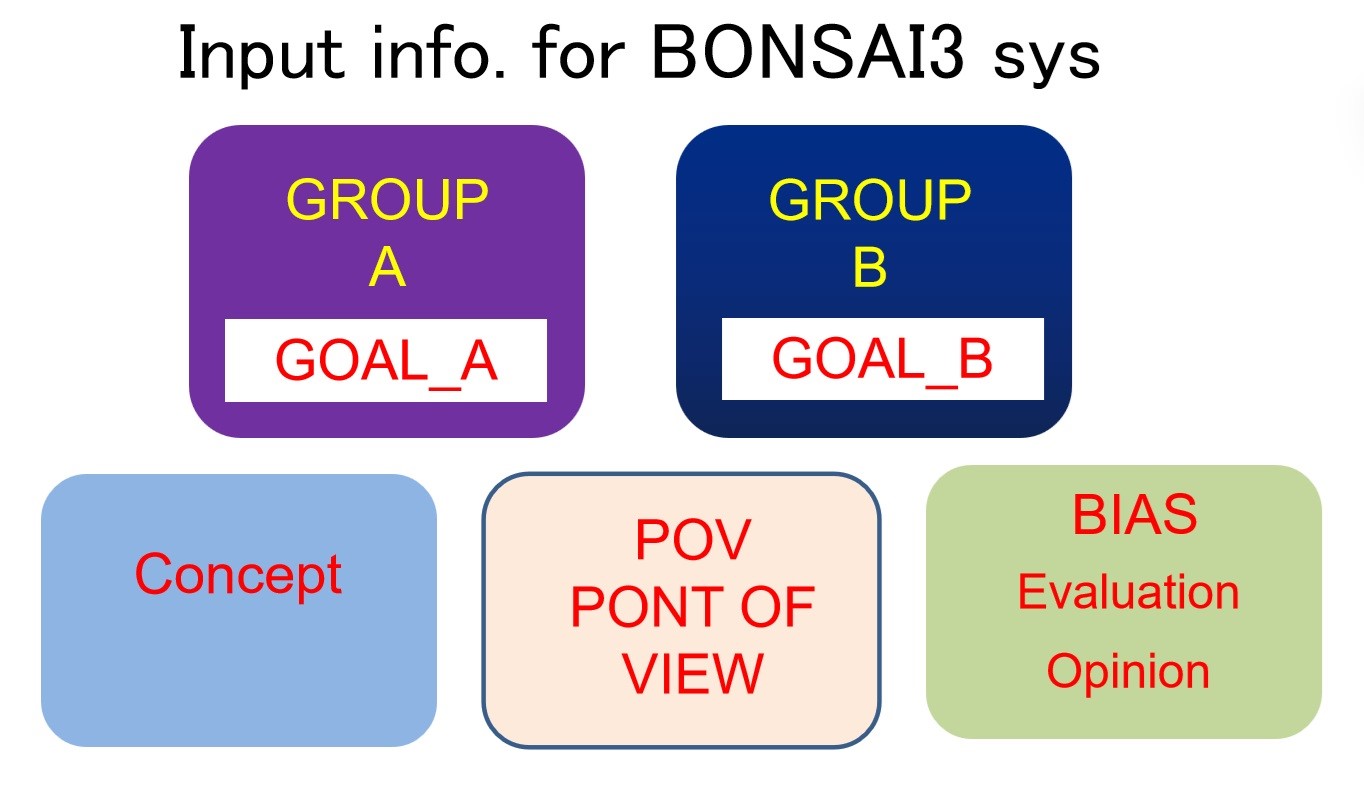 Input info. for BONSAI3 sys
GROUP
A
GOAL_A
GROUP
B
GOAL_B
Concept
POV
PONT OF
VIEW
BIAS
Evaluation
Opinion